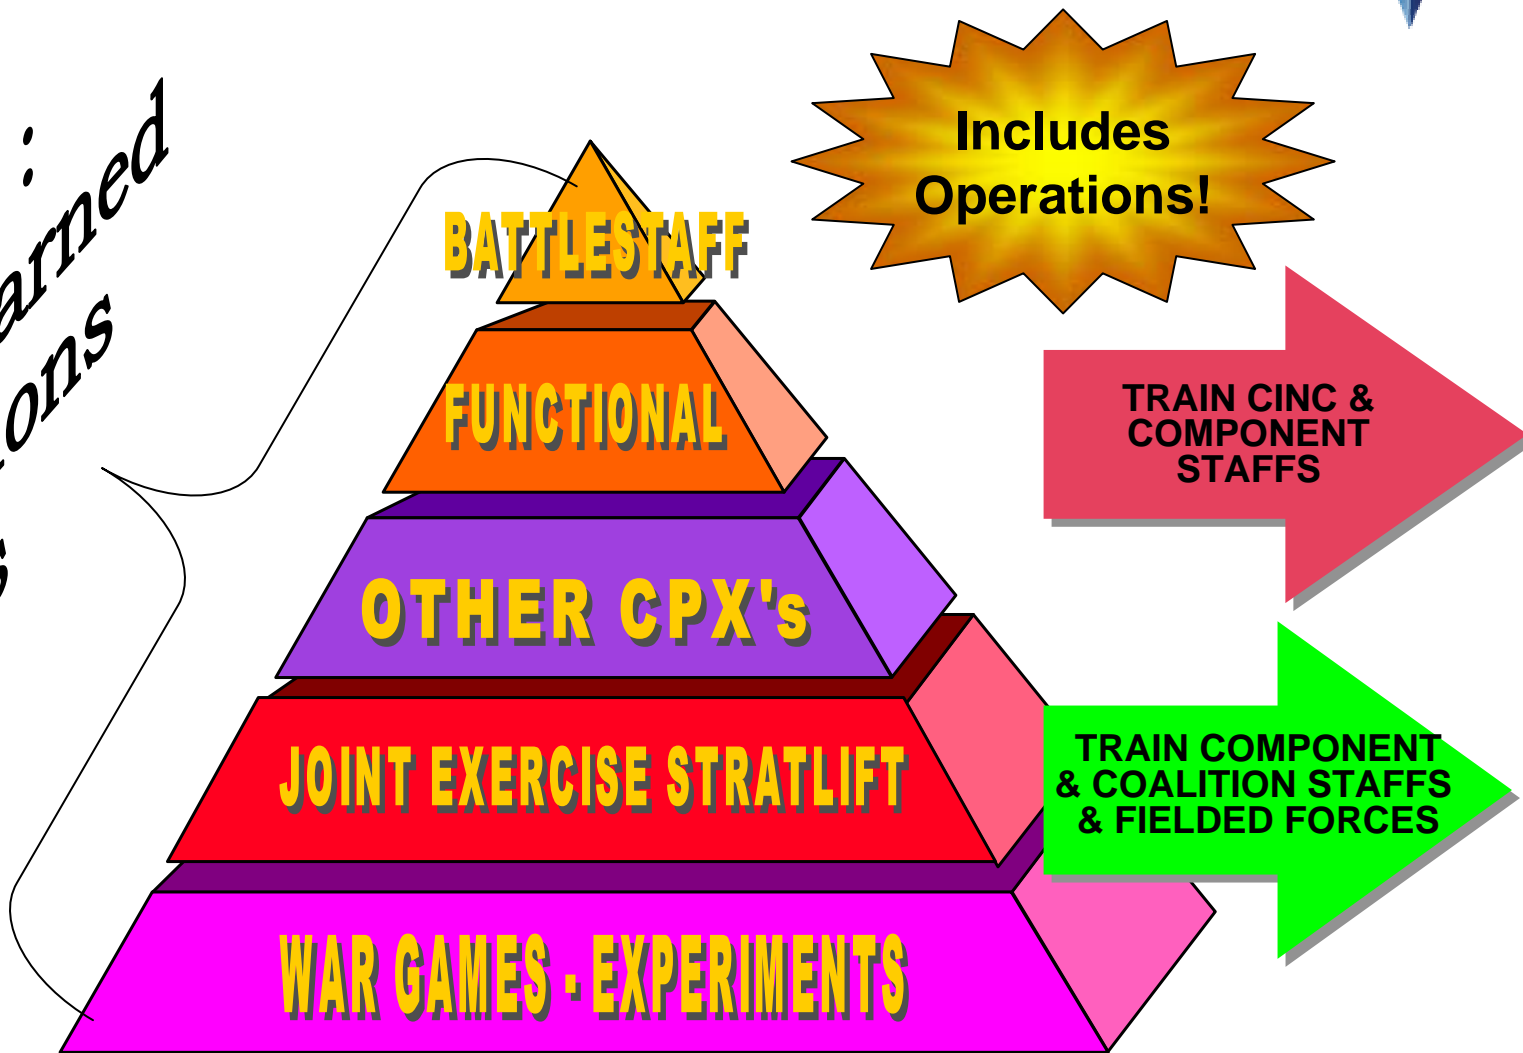 :
Includes
Operations!
BATTLESTAFF
FUNCTIONAL
OTHER CPX's
JOINT EXERCISE STRATLIFT
WAR GAMES - EXPERIMENTS
TRAIN CINC &
COMPONENT
STAFFS
TRAIN COMPONENT
& COALITION STAFFS
& FIELDED FORCES